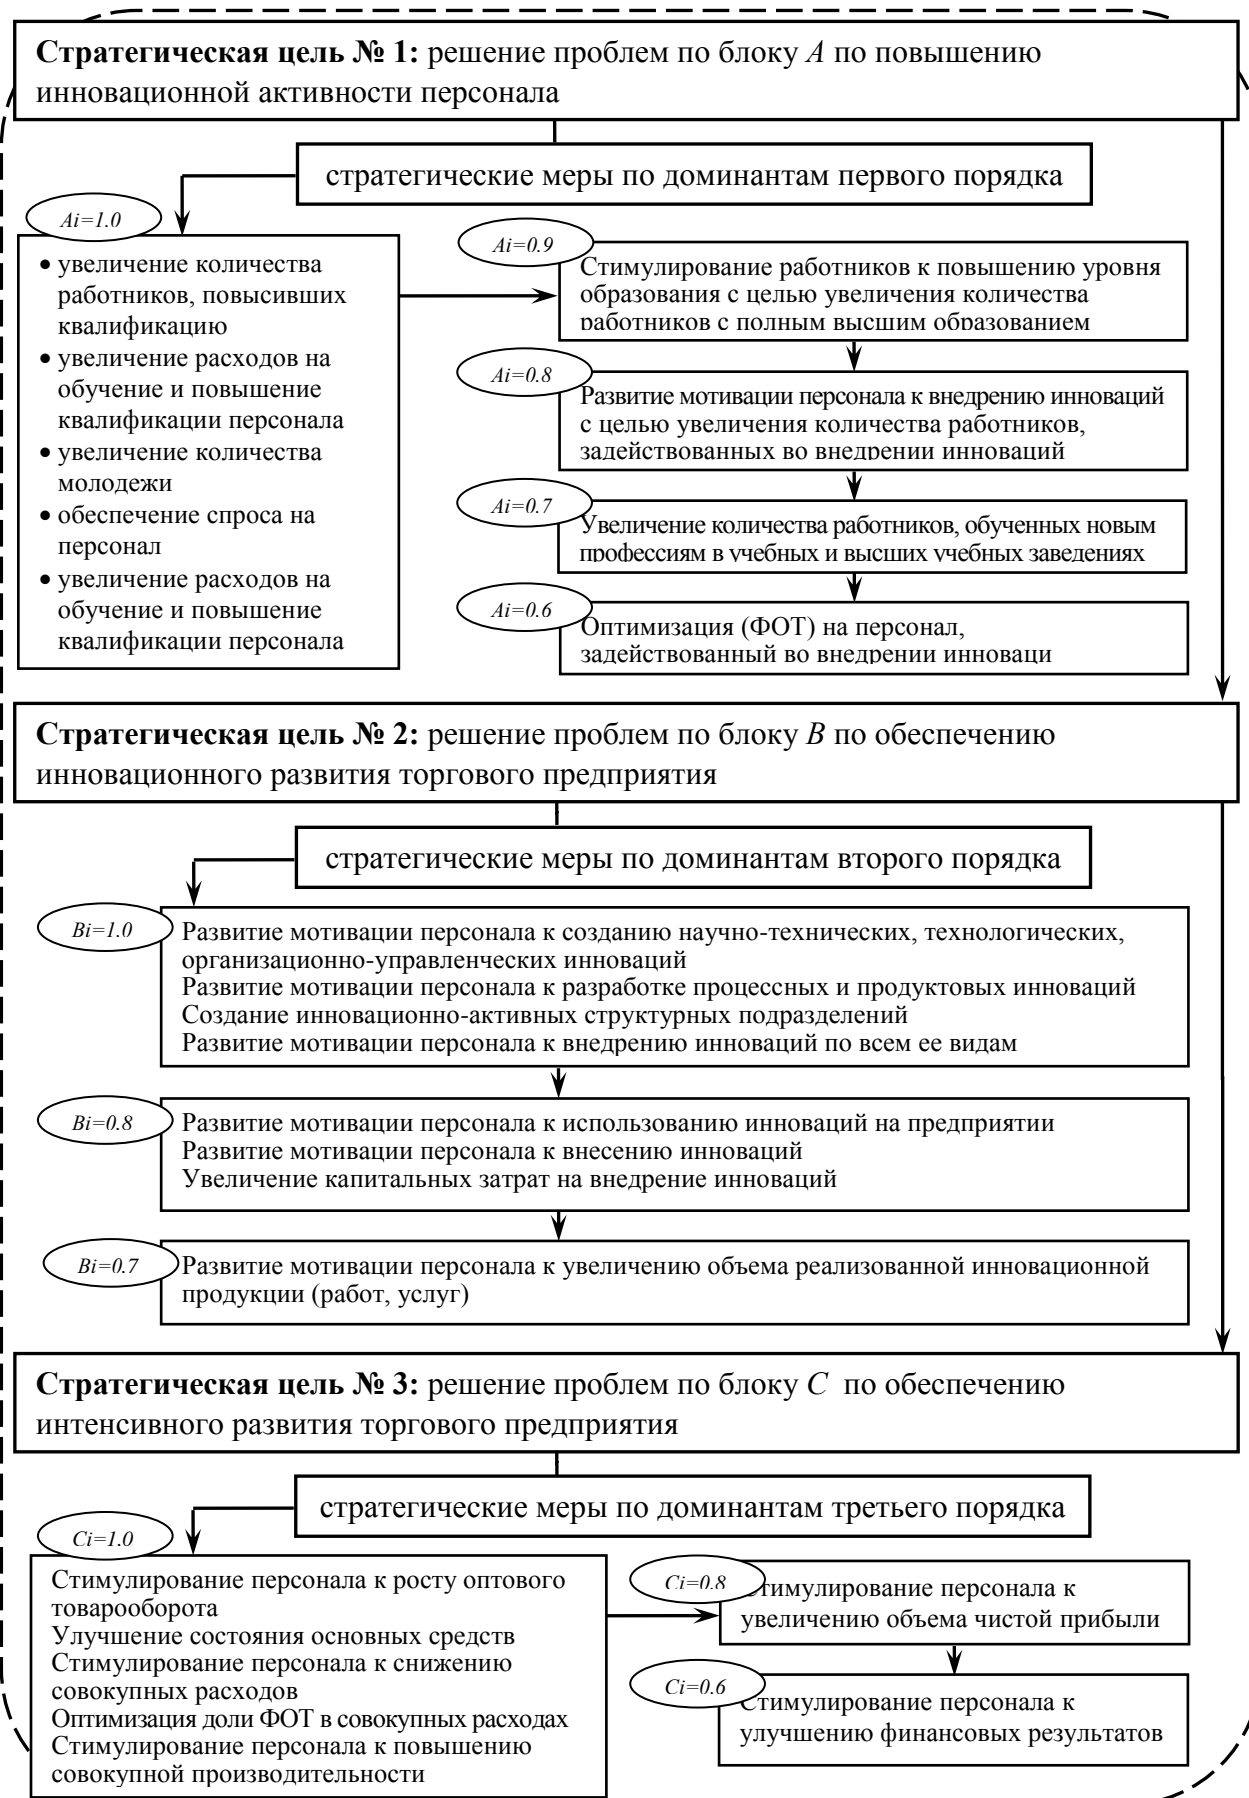 Стратегическая цель № 1: решение проблем по блоку А по повышению
инновационной активности персонала
стратегические меры по доминантам первого порядка
Ai=1.0
• увеличение количества
работников, повысивших
квалификацию
• увеличение расходов на
обучение и повышение
квалификации персонала
• увеличение количества
молодежи
• обеспечение спроса на
персонал
• увеличение расходов на
обучение и повышение
квалификации персонала
Ai=0.9
Стимулирование работников к повышению уровня
образования с целью увеличения количества
работников с полным высшим образованием
Ai=0.8
Развитие мотивации персонала к внедрению инноваций
с целью увеличения количества работников,
задействованных во внедрении инноваций
Ai=0.7
Увеличение количества работников, обученных новым
профессиям в учебных и высших учебных заведениях
Ai=0.6
Оптимизация (ФОТ) на персонал,
задействованный во внедрении инноваци
Стратегическая цель № 2: решение проблем по блоку В по обеспечению
инновационного развития торгового предприятия
стратегические меры по доминантам второго порядка
Bi=1.0
Развитие мотивации персонала к созданию научно-технических, технологических,
организационно-управленческих инноваций
Развитие мотивации персонала к разработке процессных и продуктовых инноваций
Создание инновационно-активных структурных подразделений
Развитие мотивации персонала к внедрению инноваций по всем ее видам
Bi=0.8
Развитие мотивации персонала к использованию инноваций на предприятии
Развитие мотивации персонала к внесению инноваций
Увеличение капитальных затрат на внедрение инноваций
Bi=0.7
Развитие мотивации персонала к увеличению объема реализованной инновационной
продукции (работ, услуг)
Стратегическая цель № 3: решение проблем по блоку С по обеспечению
интенсивного развития торгового предприятия
стратегические меры по доминантам третьего порядка
Ci=1.0
Стимулирование персонала к росту оптового
товарооборота
Улучшение состояния основных средств
Стимулирование персонала к снижению
совокупных расходов
Оптимизация доли ФОТ в совокупных расходах
Стимулирование персонала к повышению
совокупной производительности
Ci=0.8
Стимулирование персонала к
увеличению объема чистой прибыли
Ci=0.6
Стимулирование персонала к
улучшению финансовых результатов